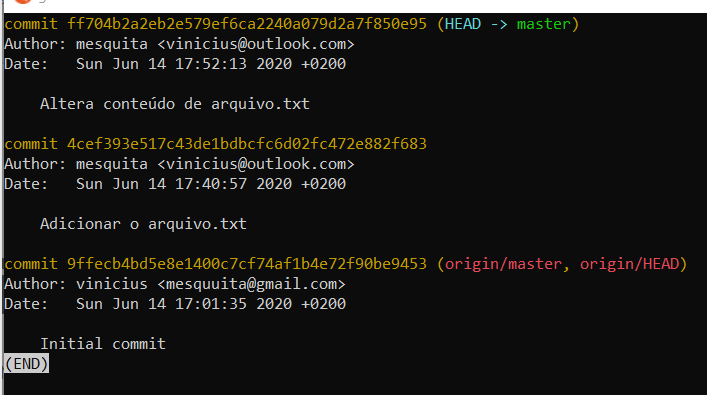 commit ff704b2a2eb2e579ef6ca2240a079d2a7f850e95 (HEAD -> master)
Author: mesquita <vinicius@outlook.com>
Date:   Sun Jun 14 17:52:13 2020 +0200
Altera conteúdo de arquivo.txt
commit 4cef393e517c43de1bdbcfc6d02fc472e882f683
Author: mesquita <vinicius@outlook.com>
Date:   Sun Jun 14 17:40:57 2020 +0200
Adicionar o arquivo.txt
commit 9ffecb4bd5e8e1400c7cf74af1b4e72f90be9453 (origin/master, origin/HEAD)
Author: vinicius <mesquuita@gmail.com>
Date:   Sun Jun 14 17:01:35 2020 +0200
Initial commit
(END)